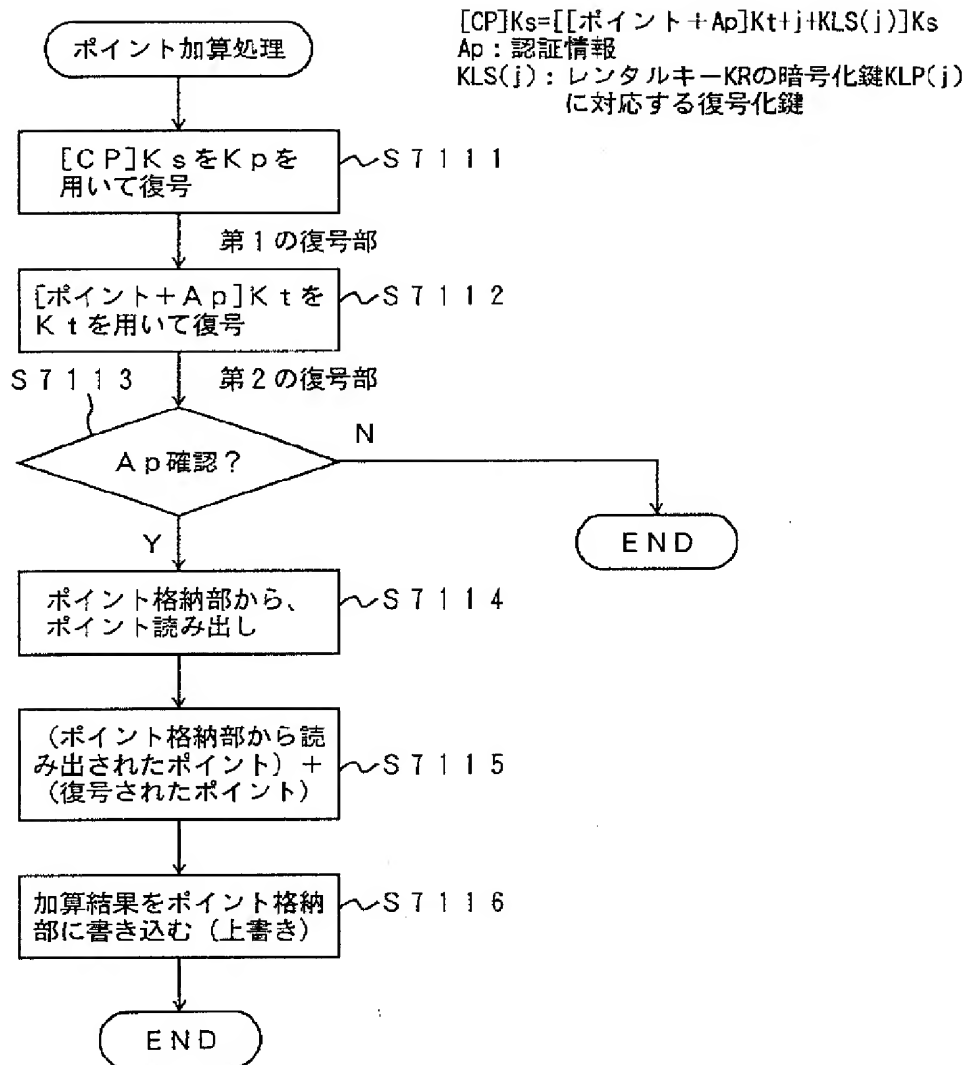 [CP]Ks=[[ポイント+Ap]Kt+j+KLS(j)]Ks
Ap：認証情報
KLS(j)：レンタルキーKRの暗号化鍵KLP(j)
に対応する復号化鍵
ポイント加算処理
[ＣＰ]ＫｓをＫｐを
用いて復号
Ｓ７１１１
第１の復号部
[ポイント＋Ａｐ]Ｋｔを
Ｋｔを用いて復号
Ｓ７１１２
Ｓ７１１３
第２の復号部
Ａｐ確認？
Ｎ
ＥＮＤ
Ｙ
ポイント格納部から、
ポイント読み出し
Ｓ７１１４
（ポイント格納部から読
み出されたポイント）＋
（復号されたポイント）
Ｓ７１１５
加算結果をポイント格納
部に書き込む（上書き）
Ｓ７１１６
ＥＮＤ